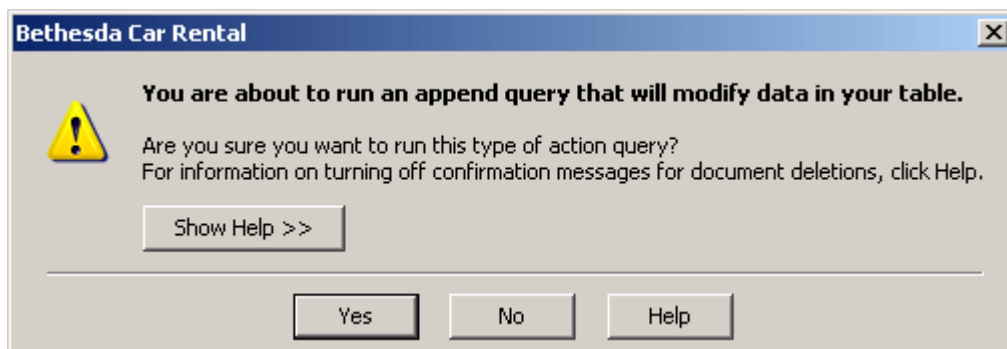 Bethesda Car Rental
You are about to run an append query that will modify data in your table.
Are you sure you want to run this type of action query?
For information on turning off confirmation messages for document deletions, click Help.
Show Help >>
Yes No Help